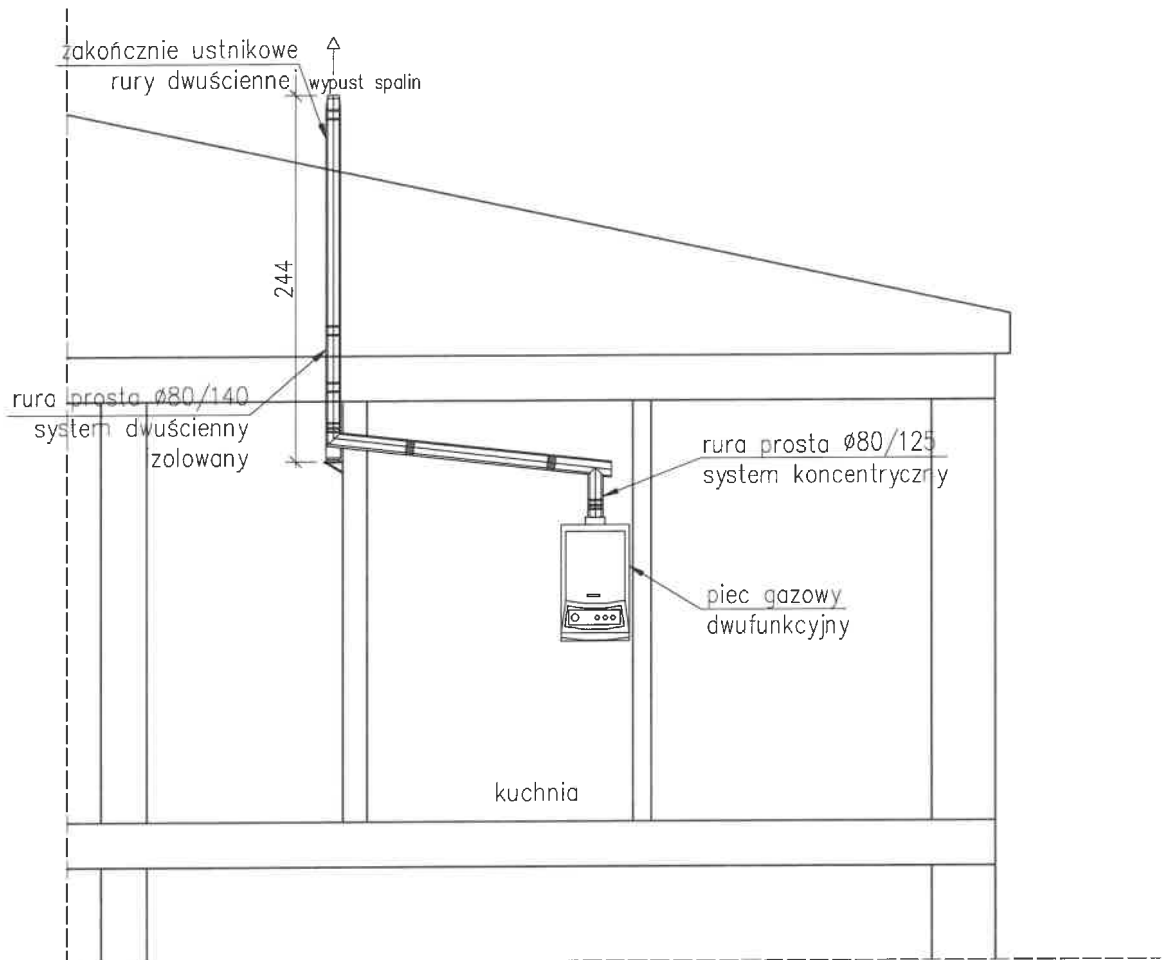 zakończnie ustnikowe
rury dwuścienne
wypust spalin
244
rura prosta Ø80/140
system dwuścienny
zolowany
rura prosta Ø80/125
system koncentryczny
piec gazowy
dwufunkcyjny
kuchnia